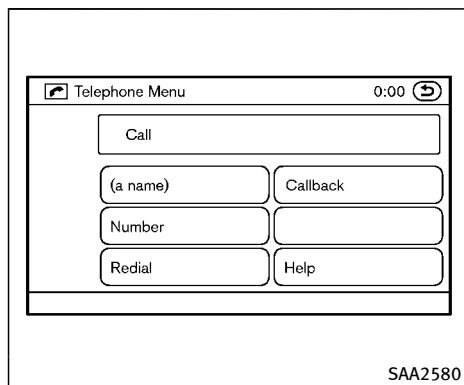 Telephone Menu 0:00
Call
(a name) Callback
Number
Redial Help
SAA2580